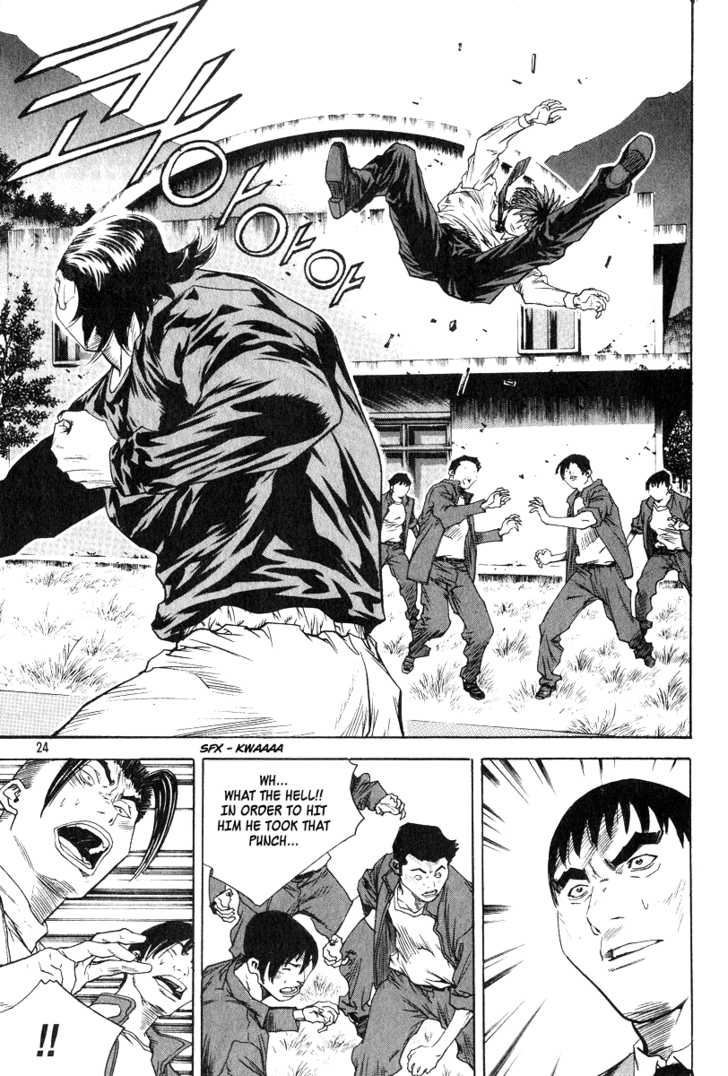 콰아아아
24
SFX - KWAAAA
WH...
WHAT THE HELL!!
IN ORDER TO HIT
HIM HE TOOK THAT
PUNCH...
!!